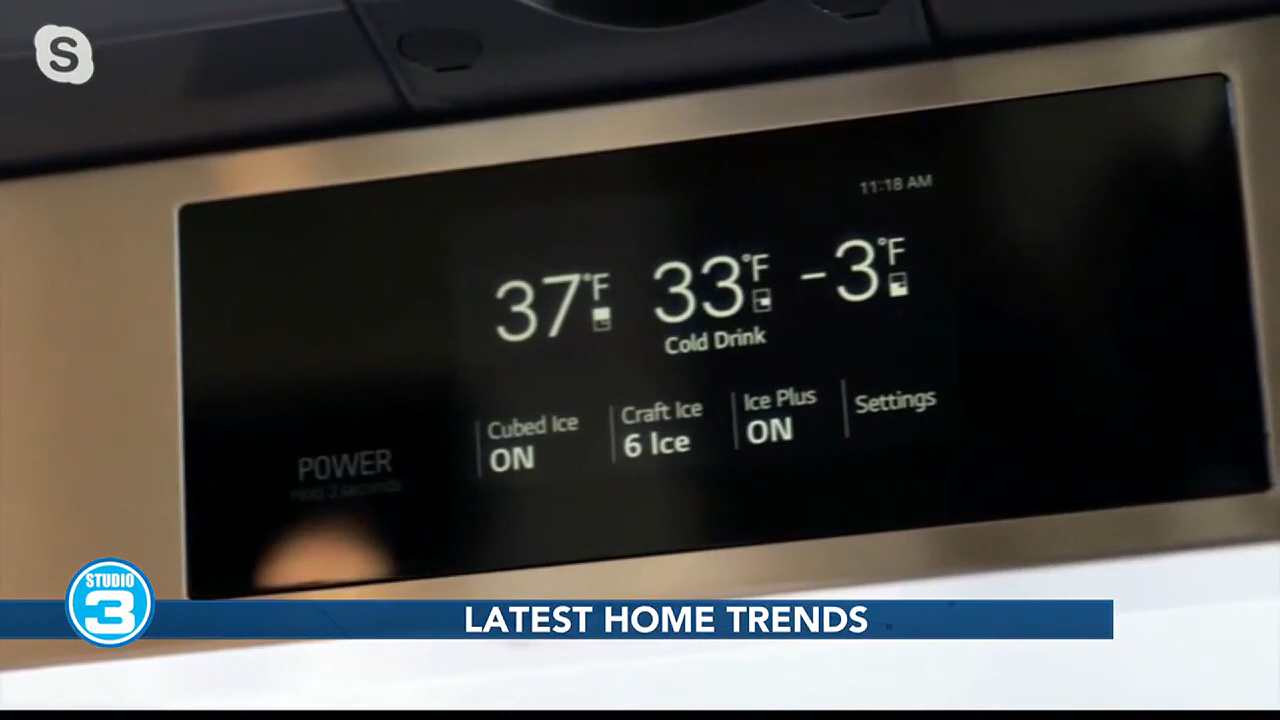 S
11:18 AM
37°F 33°F -3°F
Cold Drink
Cubed Ice
ON
Craft Ice
6 Ice
Ice Plus
ON
Settings
POWER
STUDIO
3
LATEST HOME TRENDS